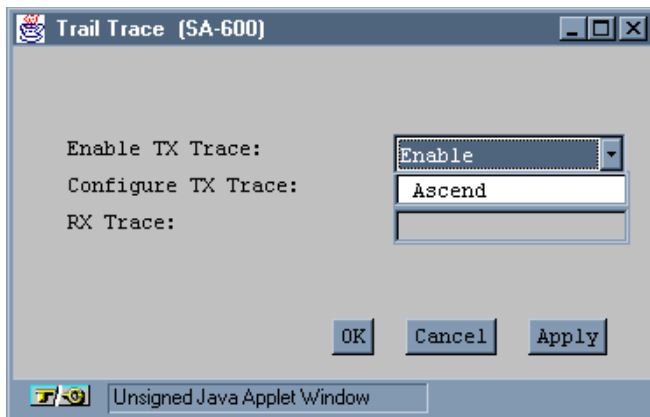 Trail Trace (SA-600)
Enable TX Trace: Enable
Configure TX Trace: Ascend
RX Trace:
OK Cancel Apply
Unsigned Java Applet Window